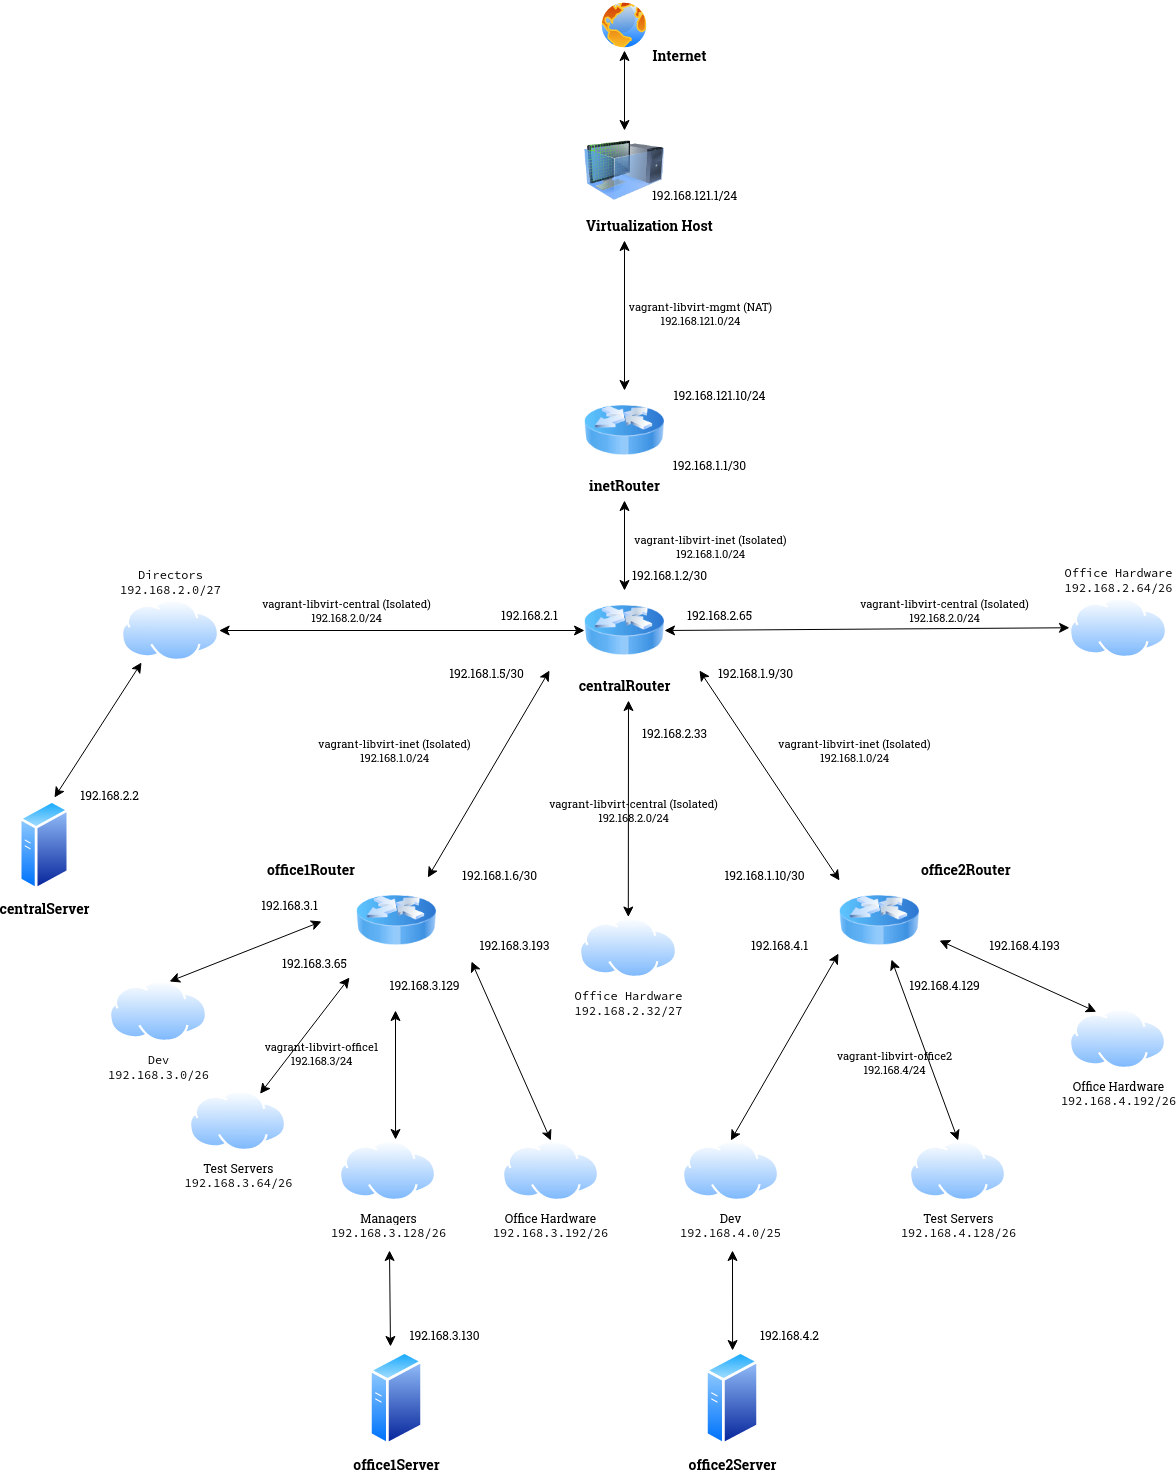 Internet
192.168.121.1/24
Virtualization Host
vagrant-libvirt-mgmt (NAT)
192.168.121.0/24
192.168.121.10/24
192.168.1.1/30
inetRouter
vagrant-libvirt-inet (Isolated)
192.168.1.0/24
192.168.1.2/30
Directors
192.168.2.0/27
vagrant-libvirt-central (Isolated)
192.168.2.0/24
192.168.2.1
192.168.2.65
vagrant-libvirt-central (Isolated)
192.168.2.0/24
Office Hardware
192.168.2.64/26
192.168.1.5/30
centralRouter
192.168.1.9/30
192.168.2.33
vagrant-libvirt-inet (Isolated)
192.168.1.0/24
vagrant-libvirt-inet (Isolated)
192.168.1.0/24
192.168.2.2
vagrant-libvirt-central (Isolated)
192.168.2.0/24
centralServer
office1Router
192.168.1.6/30
192.168.1.10/30
office2Router
192.168.3.1
192.168.3.65
192.168.3.129
192.168.3.193
192.168.4.1
192.168.4.193
192.168.4.129
Office Hardware
192.168.2.32/27
Dev
192.168.3.0/26
vagrant-libvirt-office1
192.168.3/24
vagrant-libvirt-office2
192.168.4/24
Office Hardware
192.168.4.192/26
Test Servers
192.168.3.64/26
Managers
192.168.3.128/26
Office Hardware
192.168.3.192/26
Dev
192.168.4.0/25
Test Servers
192.168.4.128/26
192.168.3.130
192.168.4.2
office1Server
office2Server